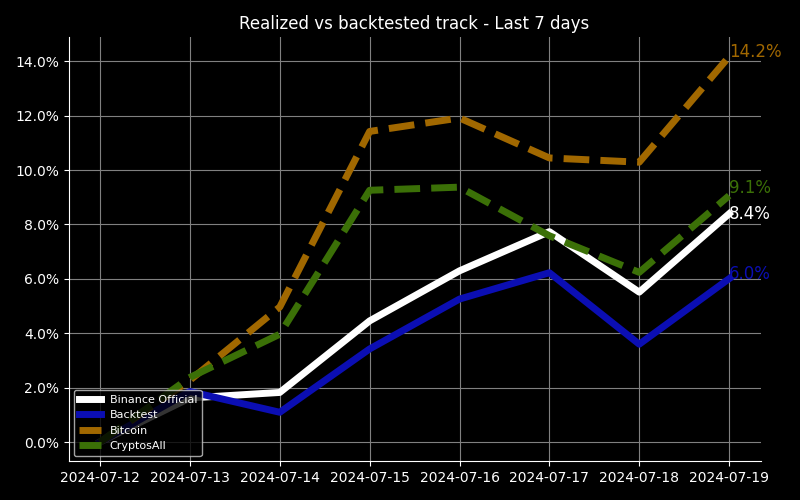 Realized vs backtested track - Last 7 days
14.0%
12.0%
10.0%
8.0%
6.0%
4.0%
2.0%
0.0%
14.2%
9.1%
8.4%
6.0%
Binance Official
Backtest
Bitcoin
CryptosAll
2024-07-12 2024-07-13 2024-07-14 2024-07-15 2024-07-16 2024-07-17 2024-07-18 2024-07-19